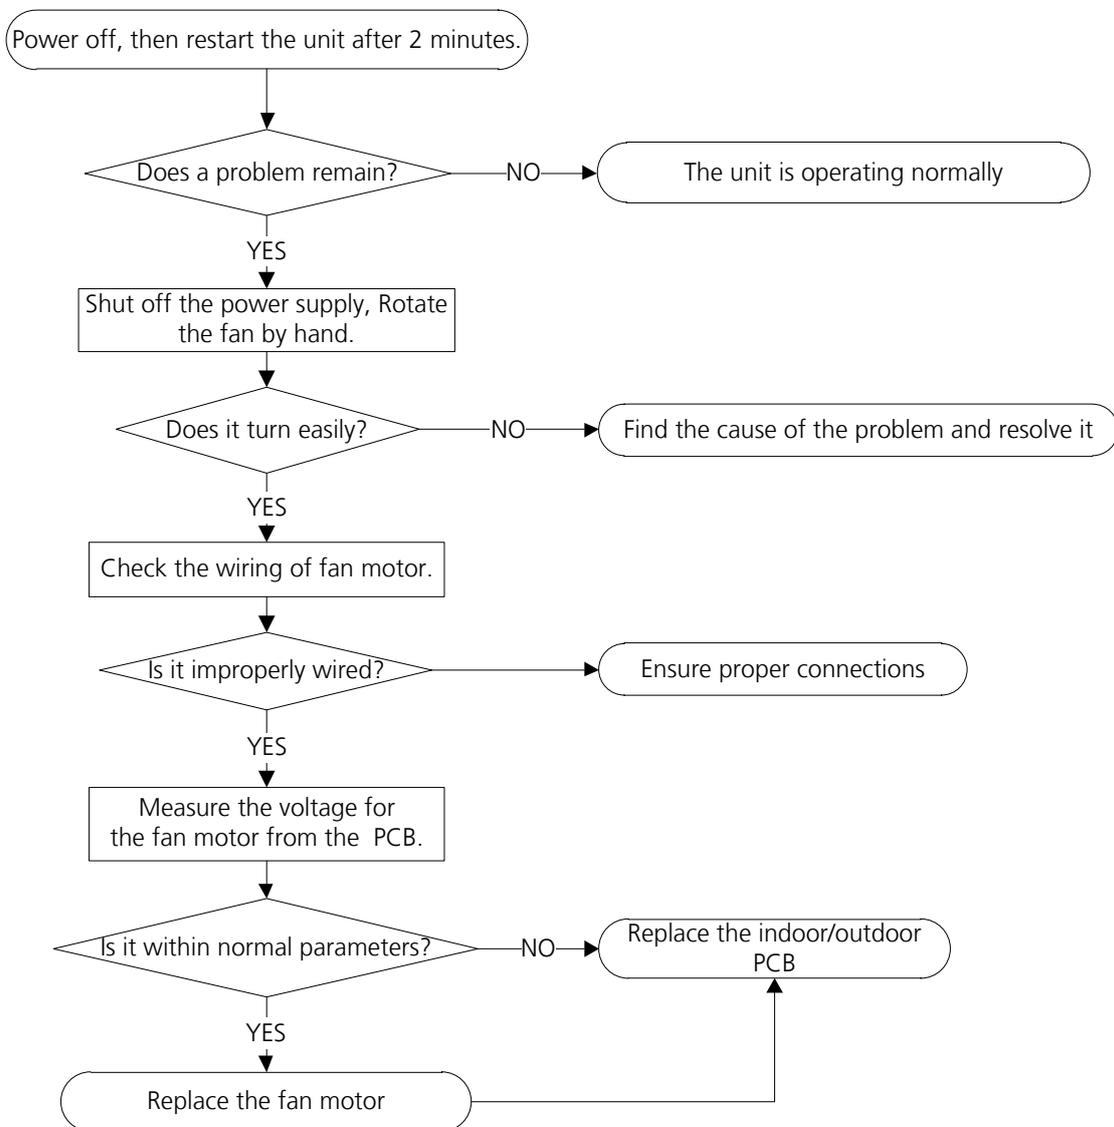 Power off, then restart the unit after 2 minutes.
Does a problem remain?
NO
The unit is operating normally
YES
Shut off the power supply, Rotate
the fan by hand.
Does it turn easily?
NO
Find the cause of the problem and resolve it
YES
Check the wiring of fan motor.
Is it improperly wired?
Ensure proper connections
YES
Measure the voltage for
the fan motor from the PCB.
Is it within normal parameters?
NO
Replace the indoor/outdoor
PCB
YES
Replace the fan motor